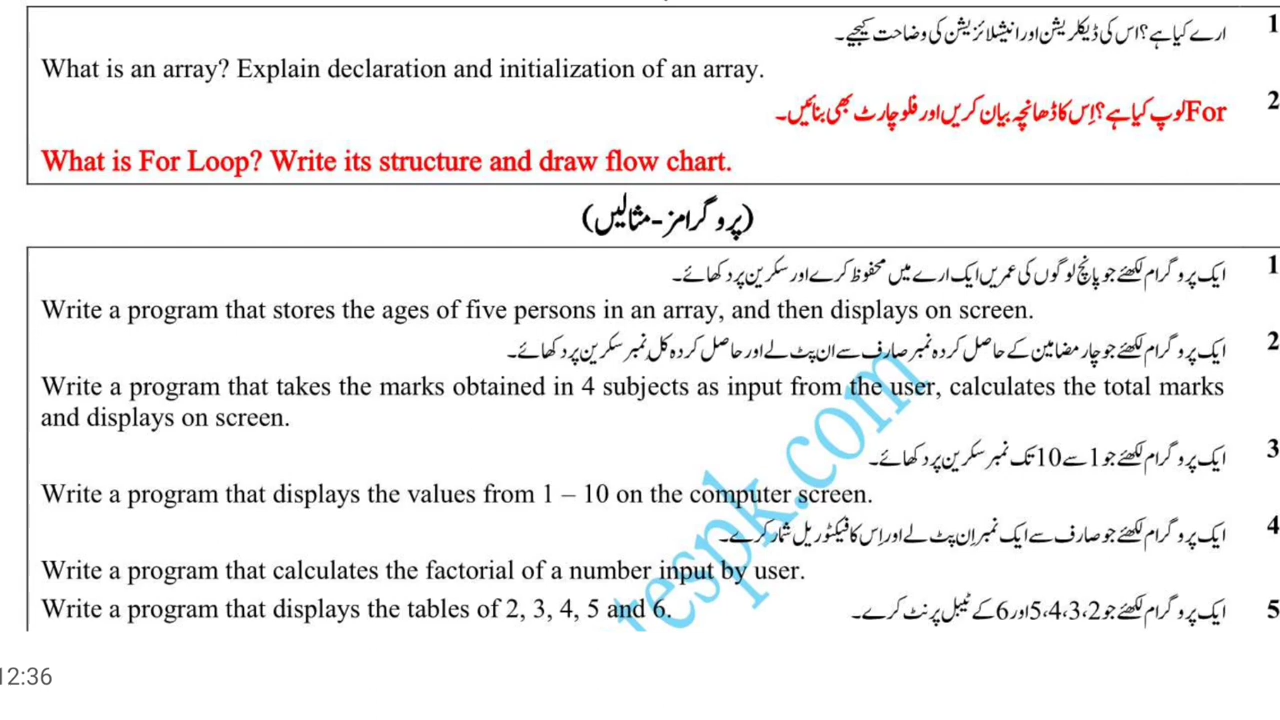 ارے کیا ہے؟ اس کی ڈیکلریشن اور انیشلائزیشن کی وضاحت کیجیے۔ 1
What is an array? Explain declaration and initialization of an array.
For لوپ کیا ہے؟ اِس کا ڈھانچہ بیان کریں اور فلو چارٹ بھی بنائیں۔ 2
What is For Loop? Write its structure and draw flow chart.
(پروگرامز-مثالیں)
ایک پروگرام لکھئے جو پانچ لوگوں کی عمریں ایک ارے میں محفوظ کرے اور سکرین پر دکھائے۔ 1
Write a program that stores the ages of five persons in an array, and then displays on screen.
ایک پروگرام لکھئے جو چار مضامین کے حاصل کردہ نمبر صارف سے ان پٹ لے اور حاصل کردہ کل نمبر سکرین پر دکھائے۔ 2
Write a program that takes the marks obtained in 4 subjects as input from the user, calculates the total marks
and displays on screen.
ایک پروگرام لکھئے جو 1 سے 10 تک نمبر سکرین پر دکھائے۔ 3
Write a program that displays the values from 1 – 10 on the computer screen.
ایک پروگرام لکھئے جو صارف سے ایک نمبر اِن پٹ لے اور اِس کا فیکٹوریل شمار کرے۔ 4
Write a program that calculates the factorial of a number input by user.
ایک پروگرام لکھئے جو 2، 3، 4، 5 اور 6 کے ٹیبل پرنٹ کرے۔ 5
Write a program that displays the tables of 2, 3, 4, 5 and 6.
tespk.com
12:36